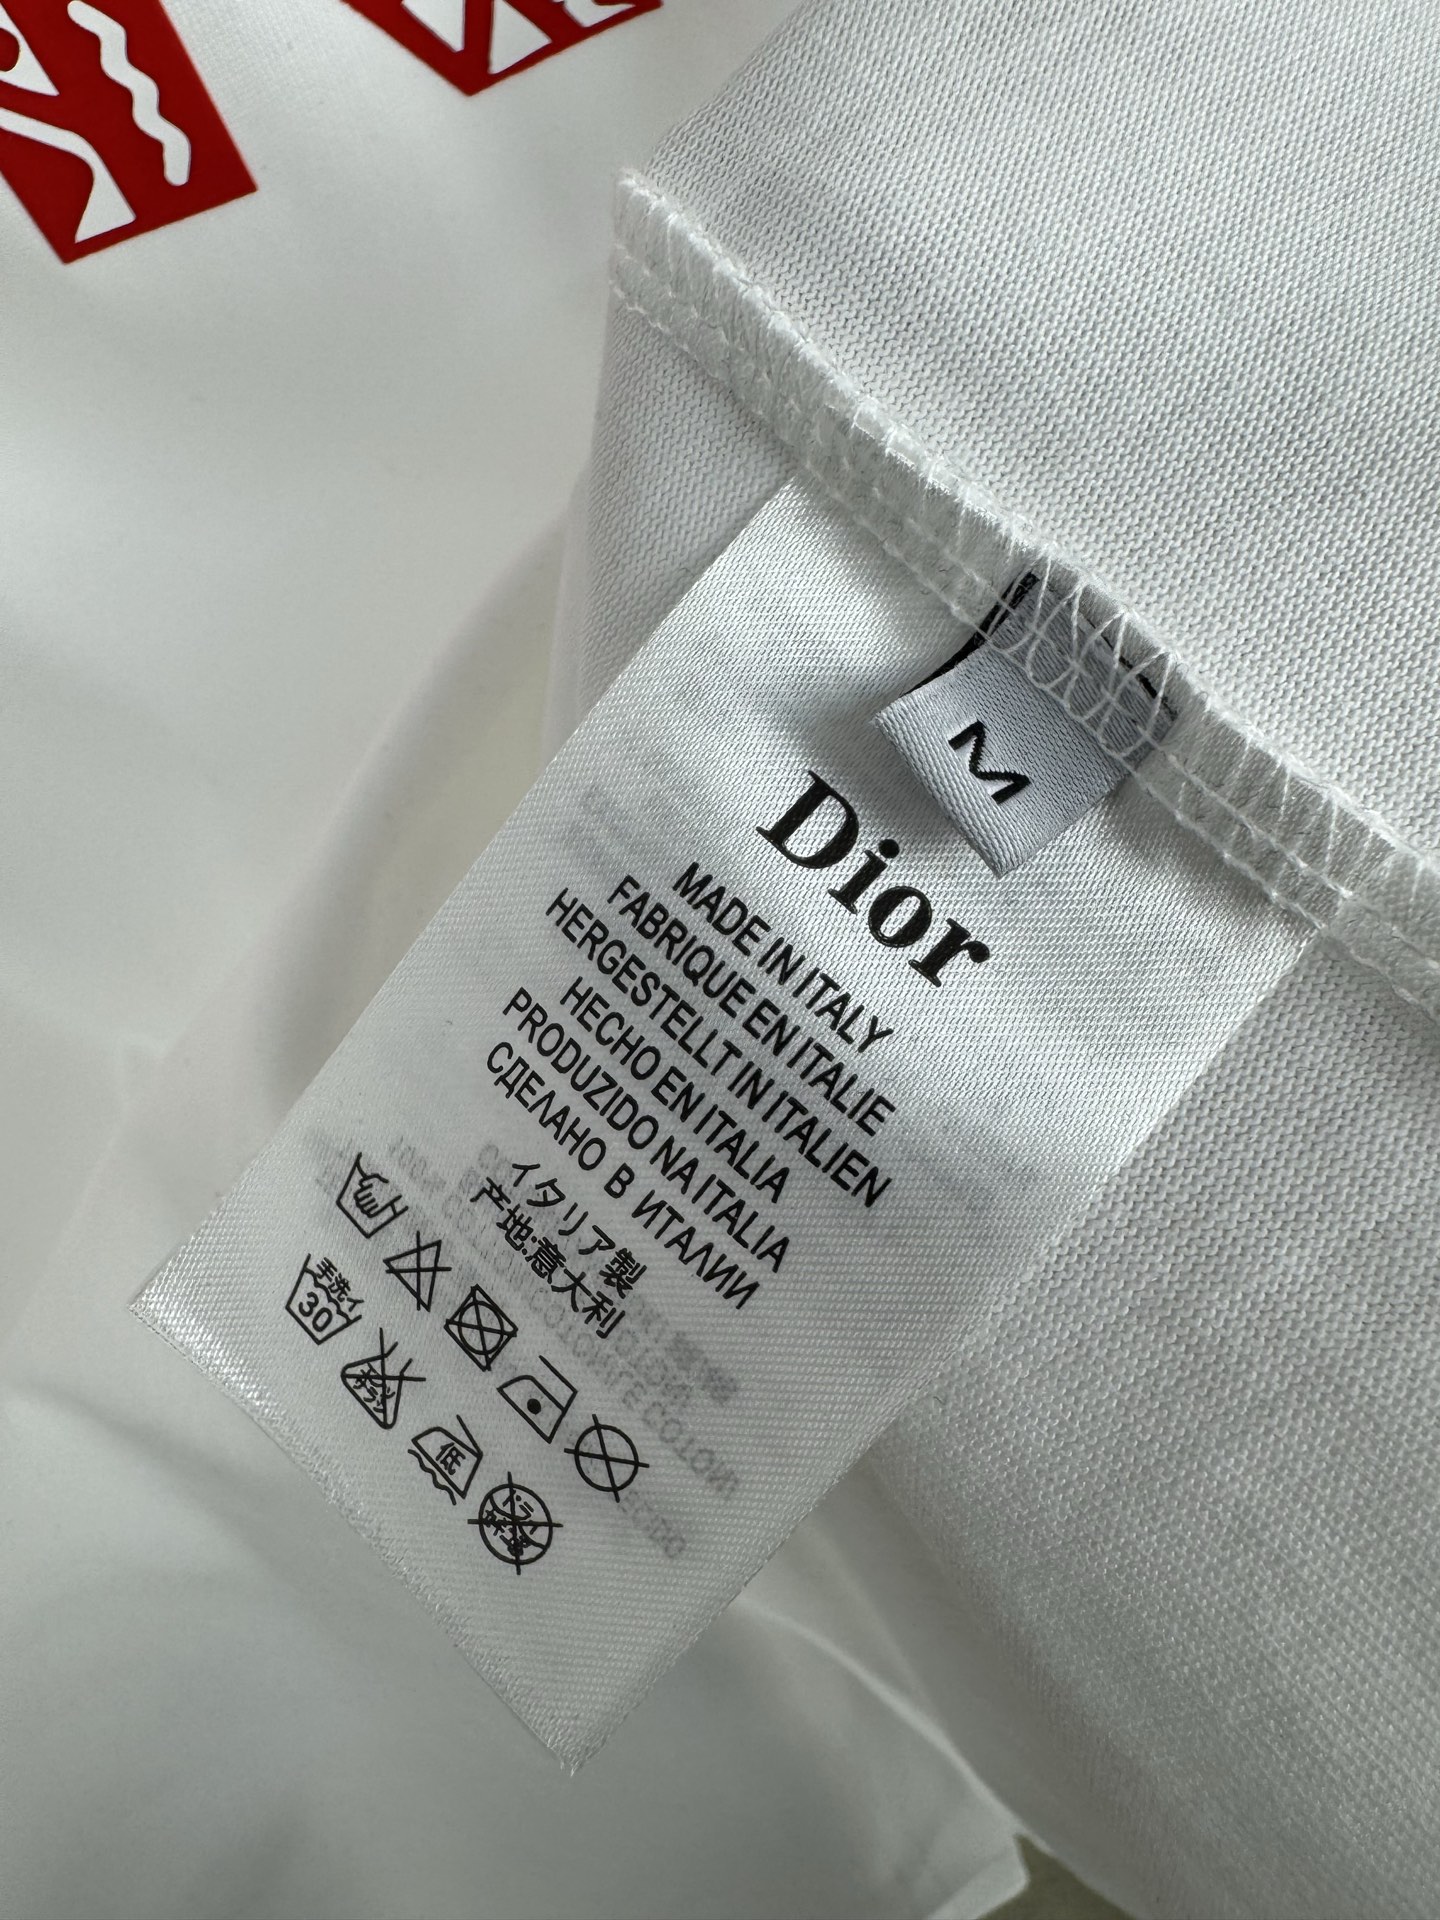 M
Dior
MADE IN ITALY
FABRIQUE EN ITALIE
HERGESTELLT IN ITALIEN
HECHO EN ITALIA
PRODUZIDO NA ITALIA
СДЕЛАНО В ИТАЛИИ
イタリア製
产地:意大利
手洗イ
30
低